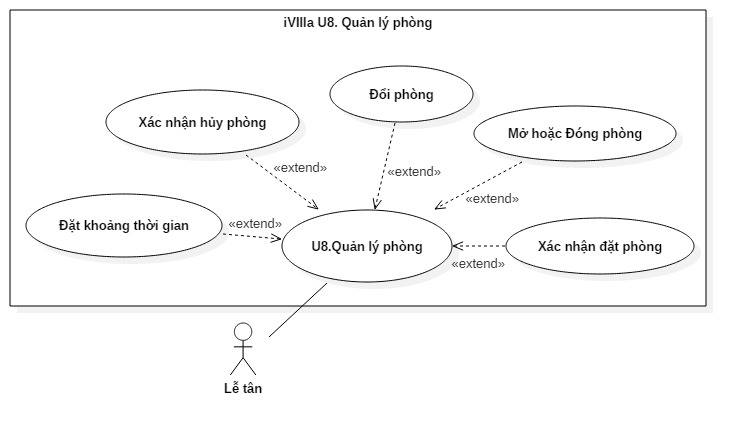 iVIIIa U8. Quản lý phòng
Đổi phòng
Xác nhận hủy phòng
Mở hoặc Đóng phòng
«extend»
«extend»
«extend»
Đặt khoảng thời gian
«extend»
U8.Quản lý phòng
Xác nhận đặt phòng
«extend»
Lễ tân